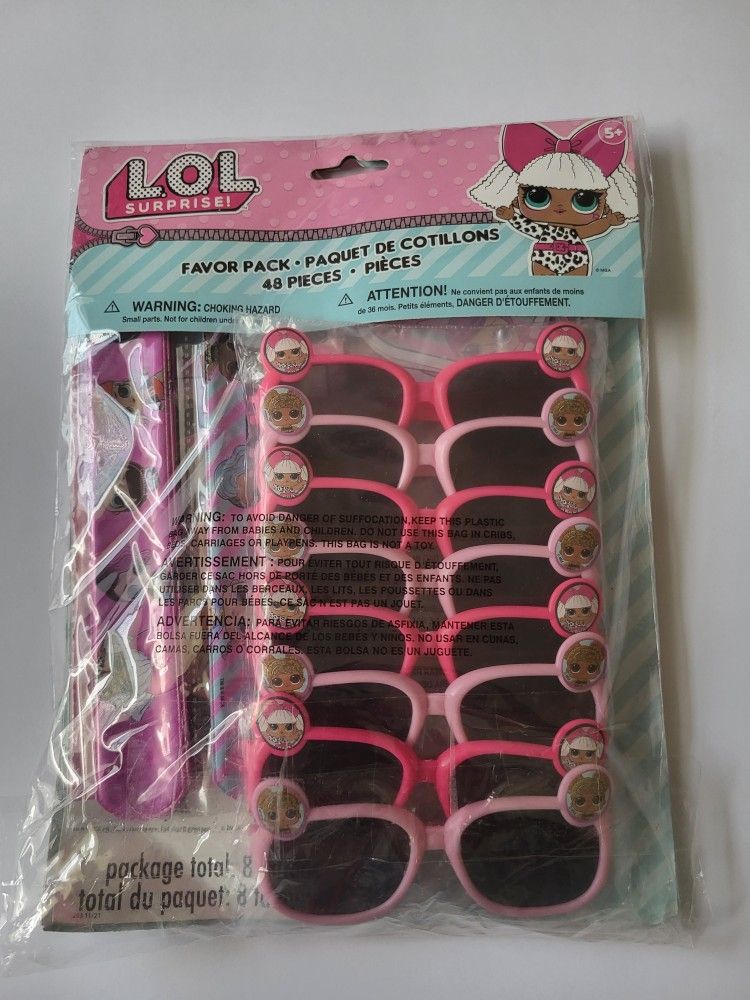 5+
L.O.L.
SURPRISE!
FAVOR PACK • PAQUET DE COTILLONS
48 PIECES • PIÈCES
© MGA
WARNING: CHOKING HAZARD
Small parts. Not for children
ATTENTION! Ne convient pas aux enfants de moins
de 36 mois. Petits éléments, DANGER D'ÉTOUFFEMENT.
WARNING: TO AVOID DANGER OF SUFFOCATION,KEEP THIS PLASTIC
BAG AWAY FROM BABIES AND CHILDREN. DO NOT USE THIS BAG IN CRIBS,
BEDS, CARRIAGES OR PLAYPENS. THIS BAG IS NOT A TOY.
AVERTISSEMENT : POUR ÉVITER TOUT RISQUE D'ÉTOUFFEMENT,
GARDER CE SAC HORS DE PORTÉE DES BÉBÉS ET DES ENFANTS. NE PAS
UTILISER DANS LES BERCEAUX, LES LITS, LES POUSSETTES OU DANS
LES PARCS POUR BÉBÉS. CE SAC N'EST PAS UN JOUET.
ADVERTENCIA: PARA EVITAR RIESGOS DE ASFIXIA, MANTENER ESTA
BOLSA FUERA DEL ALCANCE DE LOS BEBÉS Y NIÑOS. NO USAR EN CUNAS,
CAMAS, CARROS O CORRALES. ESTA BOLSA NO ES UN JUGUETE.
package total: 8
total du paquet: 8